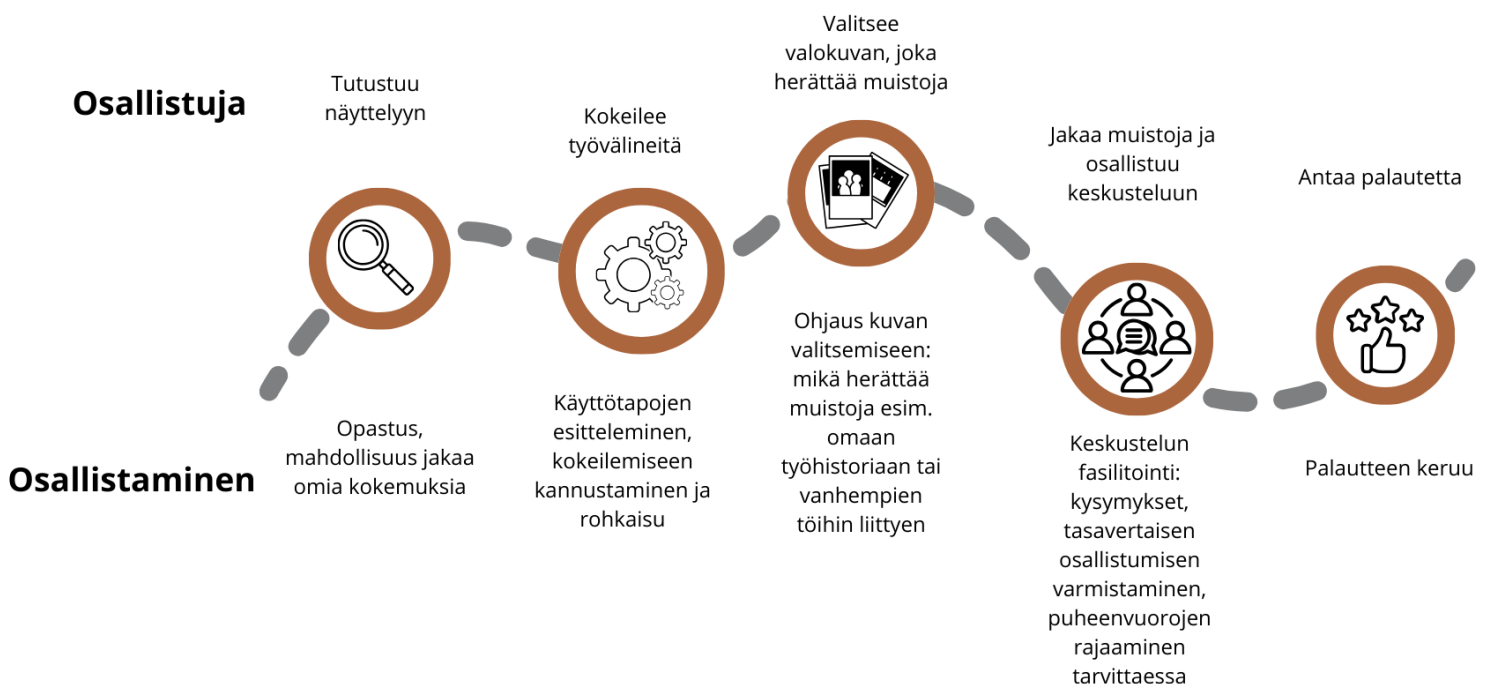 Osallistuja
Tutustuu
näyttelyyn
Kokeilee
työvälineitä
Valitsee
valokuvan, joka
herättää muistoja
Jakaa muistoja ja
osallistuu
keskusteluun
Antaa palautetta
Osallistaminen
Opastus,
mahdollisuus jakaa
omia kokemuksia
Käyttötapojen
esitteleminen,
kokeilemiseen
kannustaminen ja
rohkaisu
Ohjaus kuvan
valitsemiseen:
mikä herättää
muistoja esim.
omaan
työhistoriaan tai
vanhempien
töihin liittyen
Keskustelun
fasilitointi:
kysymykset,
tasavertaisen
osallistumisen
varmistaminen,
puheenvuorojen
rajaaminen
tarvittaessa
Palautteen keruu